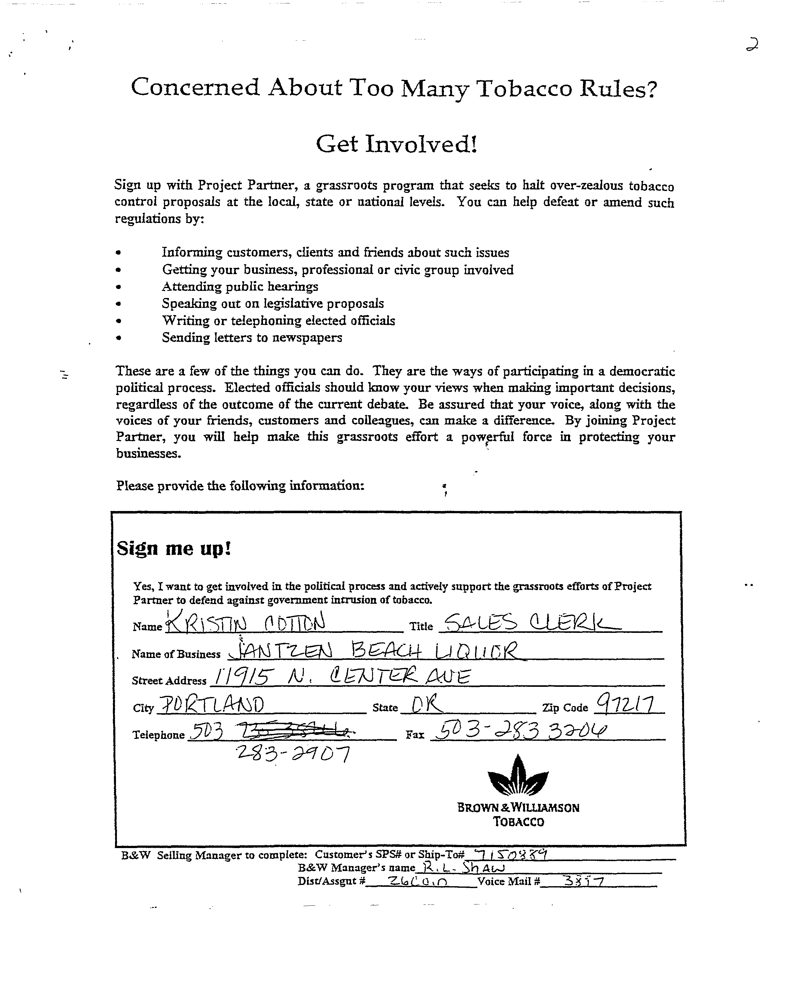 2
Concerned About Too Many Tobacco Rules?
Get Involved!
Sign up with Project Partner, a grassroots program that seeks to halt over-zealous tobacco
control proposals at the local, state or national levels. You can help defeat or amend such
regulations by:
• Informing customers, clients and friends about such issues
• Getting your business, professional or civic group involved
• Attending public hearings
• Speaking out on legislative proposals
• Writing or telephoning elected officials
• Sending letters to newspapers
These are a few of the things you can do. They are the ways of participating in a democratic
political process. Elected officials should know your views when making important decisions,
regardless of the outcome of the current debate. Be assured that your voice, along with the
voices of your friends, customers and colleagues, can make a difference. By joining Project
Partner, you will help make this grassroots effort a powerful force in protecting your
businesses.
Please provide the following information:
Sign me up!
Yes, I want to get involved in the political process and actively support the grassroots efforts of Project
Partner to defend against government intrusion of tobacco.
Name KRISTIN COTTON Title SALES CLERK
Name of Business JANTZEN BEACH LIQUOR
Street Address 11915 N. CENTER AVE
City PORTLAND State OR Zip Code 97217
Telephone 503 Fax 503-283 3206
283-2907
BROWN & WILLIAMSON
TOBACCO
B&W Selling Manager to complete: Customer's SPS# or Ship-To#
B&W Manager's name R.L. Shaw
Dist/Assgnt # Voice Mail #